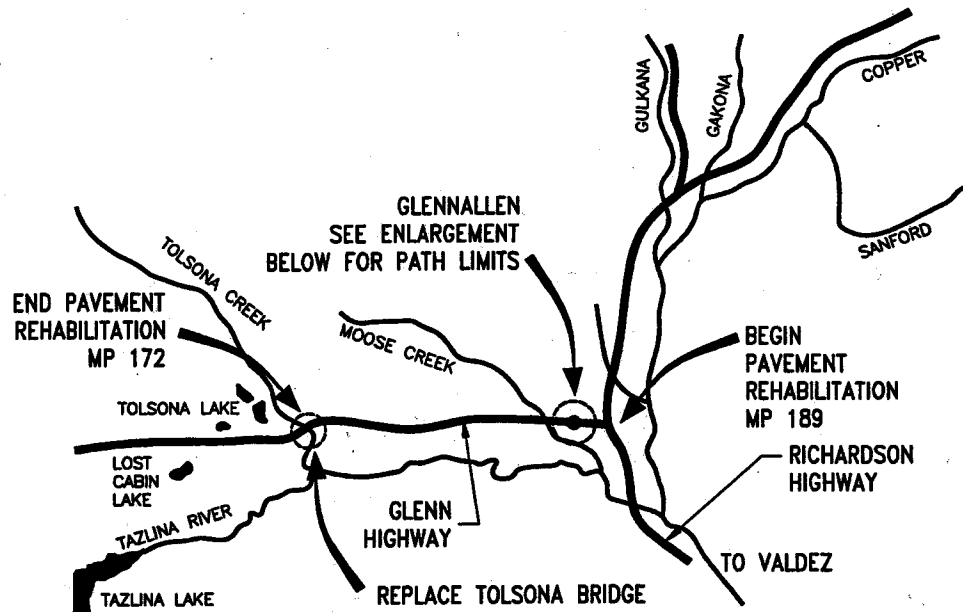 GULKANA
GAKONA
COPPER
SANFORD
GLENNALLEN
SEE ENLARGEMENT
BELOW FOR PATH LIMITS
TOLSONA CREEK
END PAVEMENT
REHABILITATION
MP 172
MOOSE CREEK
BEGIN
PAVEMENT
REHABILITATION
MP 189
TOLSONA LAKE
RICHARDSON
HIGHWAY
LOST
CABIN
LAKE
GLENN
HIGHWAY
TAZLINA RIVER
TO VALDEZ
REPLACE TOLSONA BRIDGE
TAZLINA LAKE